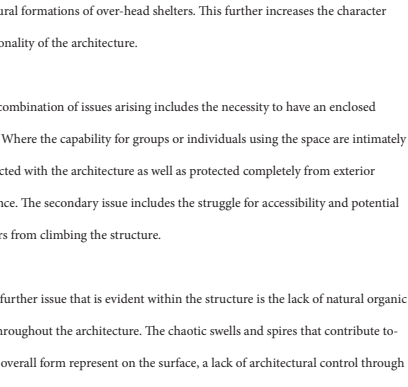 ural formations of over-head shelters. This further increases the character
onality of the architecture.
combination of issues arising includes the necessity to have an enclosed
Where the capability for groups or individuals using the space are intimately
cted with the architecture as well as protected completely from exterior
nce. The secondary issue includes the struggle for accessibility and potential
rs from climbing the structure.
further issue that is evident within the structure is the lack of natural organic
hroughout the architecture. The chaotic swells and spires that contribute to-
overall form represent on the surface, a lack of architectural control through